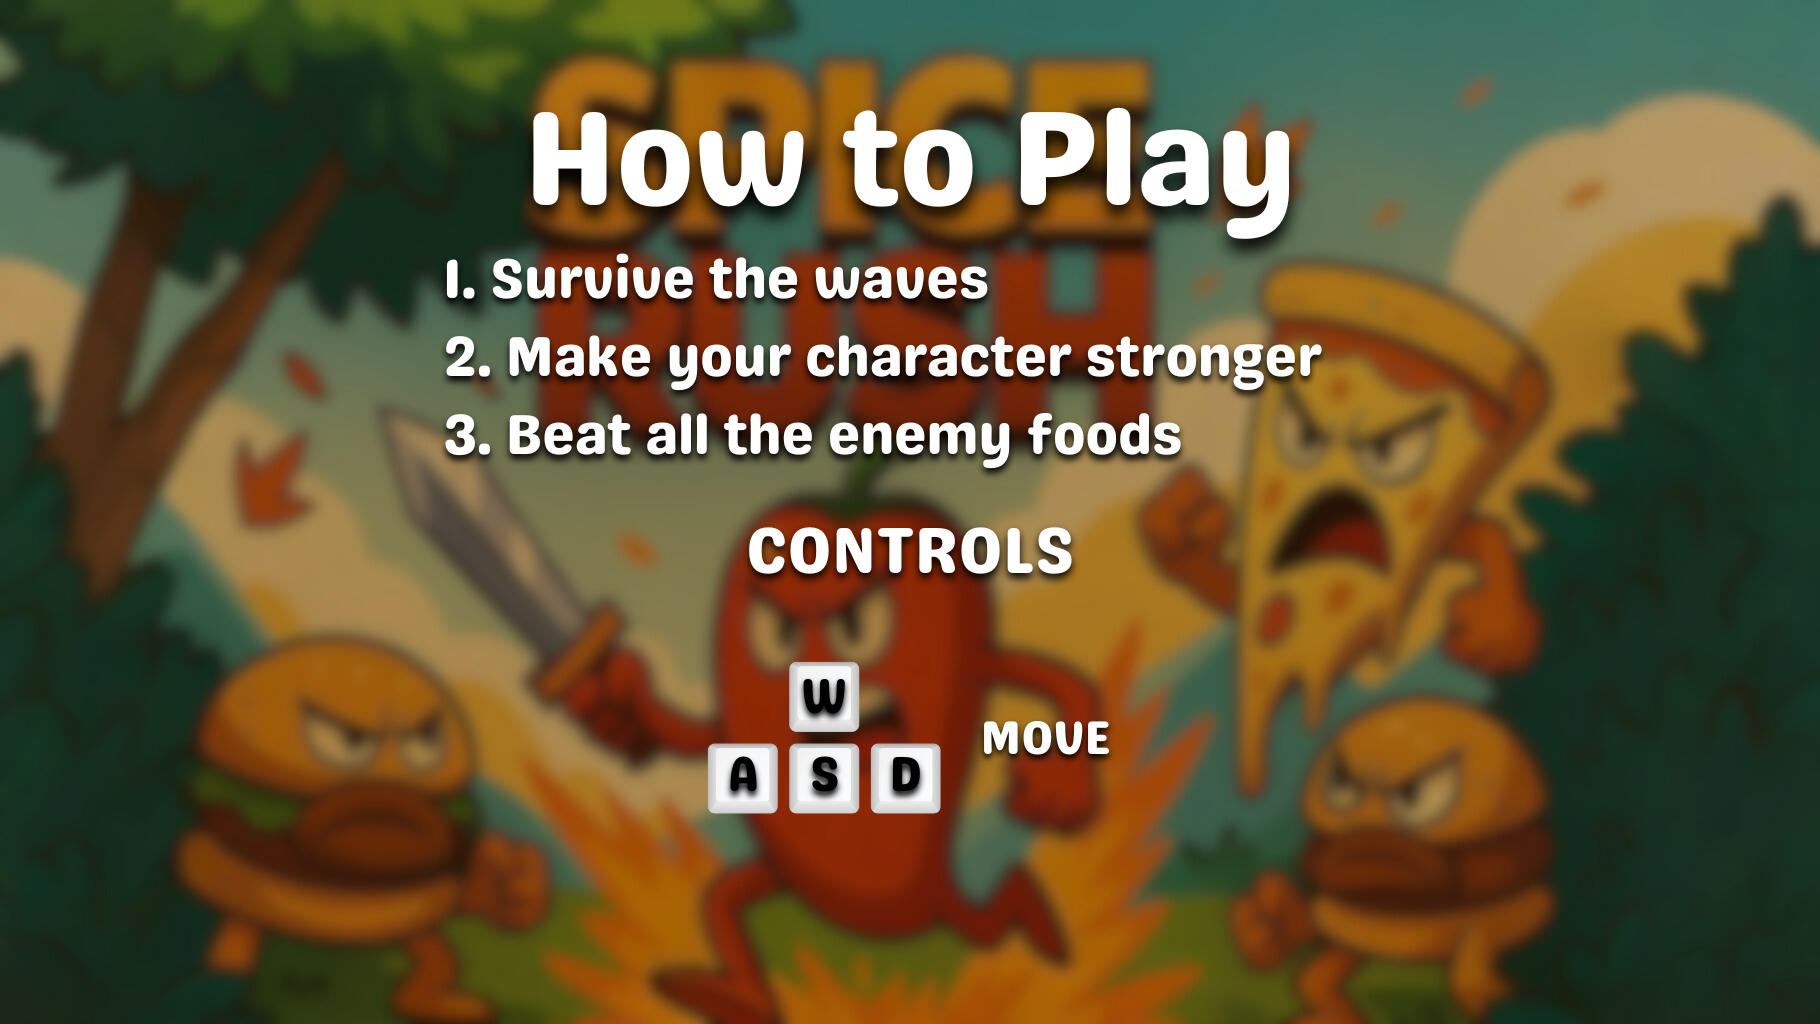 SPICE
RUSH
How to Play
1. Survive the waves
2. Make your character stronger
3. Beat all the enemy foods
CONTROLS
W
A S D
MOVE